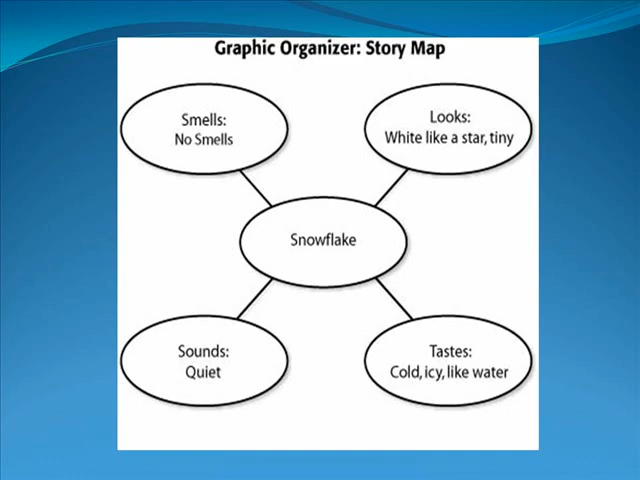 Graphic Organizer: Story Map
Smells:
No Smells
Looks:
White like a star, tiny
Snowflake
Sounds:
Quiet
Tastes:
Cold, icy, like water